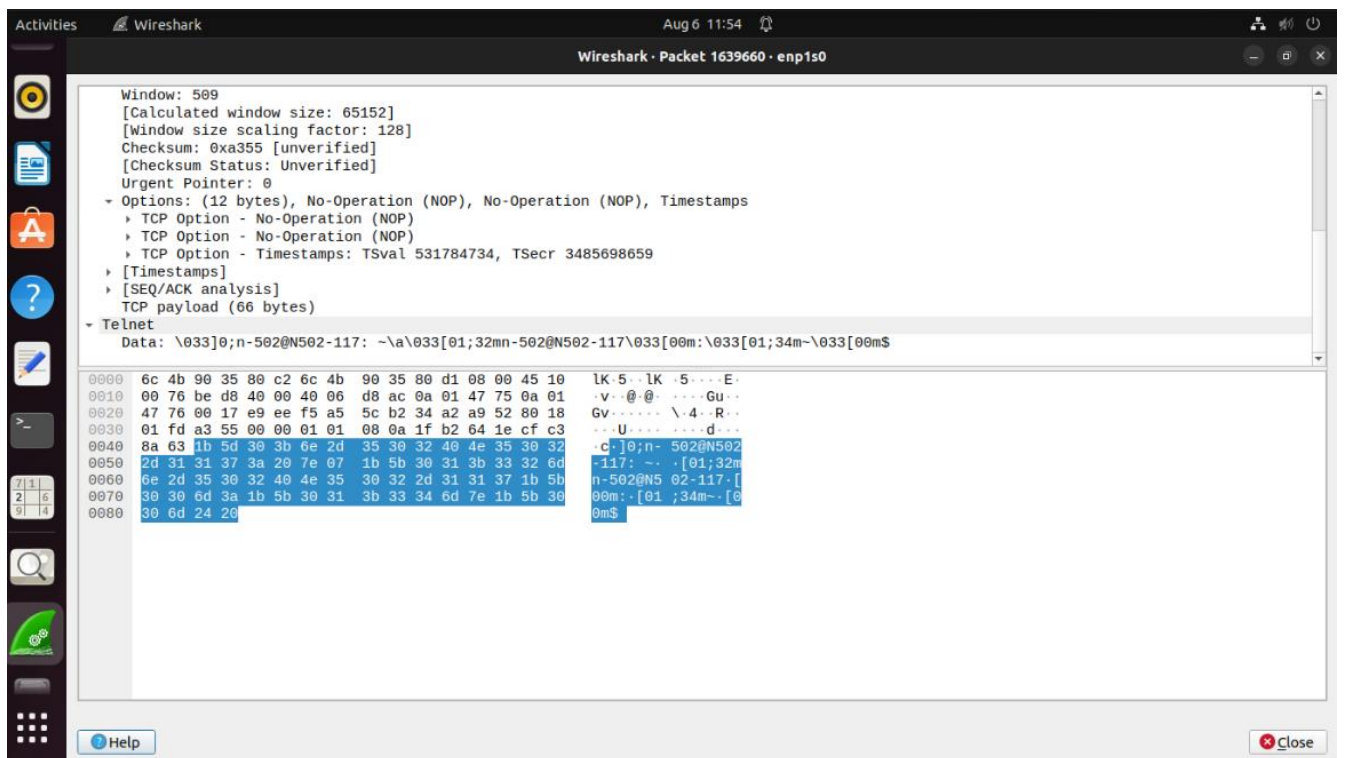 Activities Wireshark Aug 6 11:54
Wireshark · Packet 1639660 · enp1s0
Window: 509
[Calculated window size: 65152]
[Window size scaling factor: 128]
Checksum: 0xa355 [unverified]
[Checksum Status: Unverified]
Urgent Pointer: 0
Options: (12 bytes), No-Operation (NOP), No-Operation (NOP), Timestamps
TCP Option - No-Operation (NOP)
TCP Option - No-Operation (NOP)
TCP Option - Timestamps: TSval 531784734, TSecr 3485698659
[Timestamps]
[SEQ/ACK analysis]
TCP payload (66 bytes)
Telnet
Data: \033]0;n-502@N502-117: ~\a\033[01;32mn-502@N502-117\033[00m:\033[01;34m~\033[00m$
0000 6c 4b 90 35 80 c2 6c 4b 90 35 80 d1 08 00 45 10 lK·5··lK ·5····E·
0010 00 76 be d8 40 00 40 06 d8 ac 0a 01 47 75 0a 01 ·v··@·@· ····Gu··
0020 47 76 00 17 e9 ee f5 a5 5c b2 34 a2 a9 52 80 18 Gv······ \·4··R··
0030 01 fd a3 55 00 00 01 01 08 0a 1f b2 64 1e cf c3 ···U···· ····d···
0040 8a 63 1b 5d 30 3b 6e 2d 35 30 32 40 4e 35 30 32 ·c·]0;n- 502@N502
0050 2d 31 31 37 3a 20 7e 07 1b 5b 30 31 3b 33 32 6d -117: ~· ·[01;32m
0060 6e 2d 35 30 32 40 4e 35 30 32 2d 31 31 37 1b 5b n-502@N5 02-117·[
0070 30 30 6d 3a 1b 5b 30 31 3b 33 34 6d 7e 1b 5b 30 00m:·[01 ;34m~·[0
0080 30 6d 24 20 0m$
Help Close